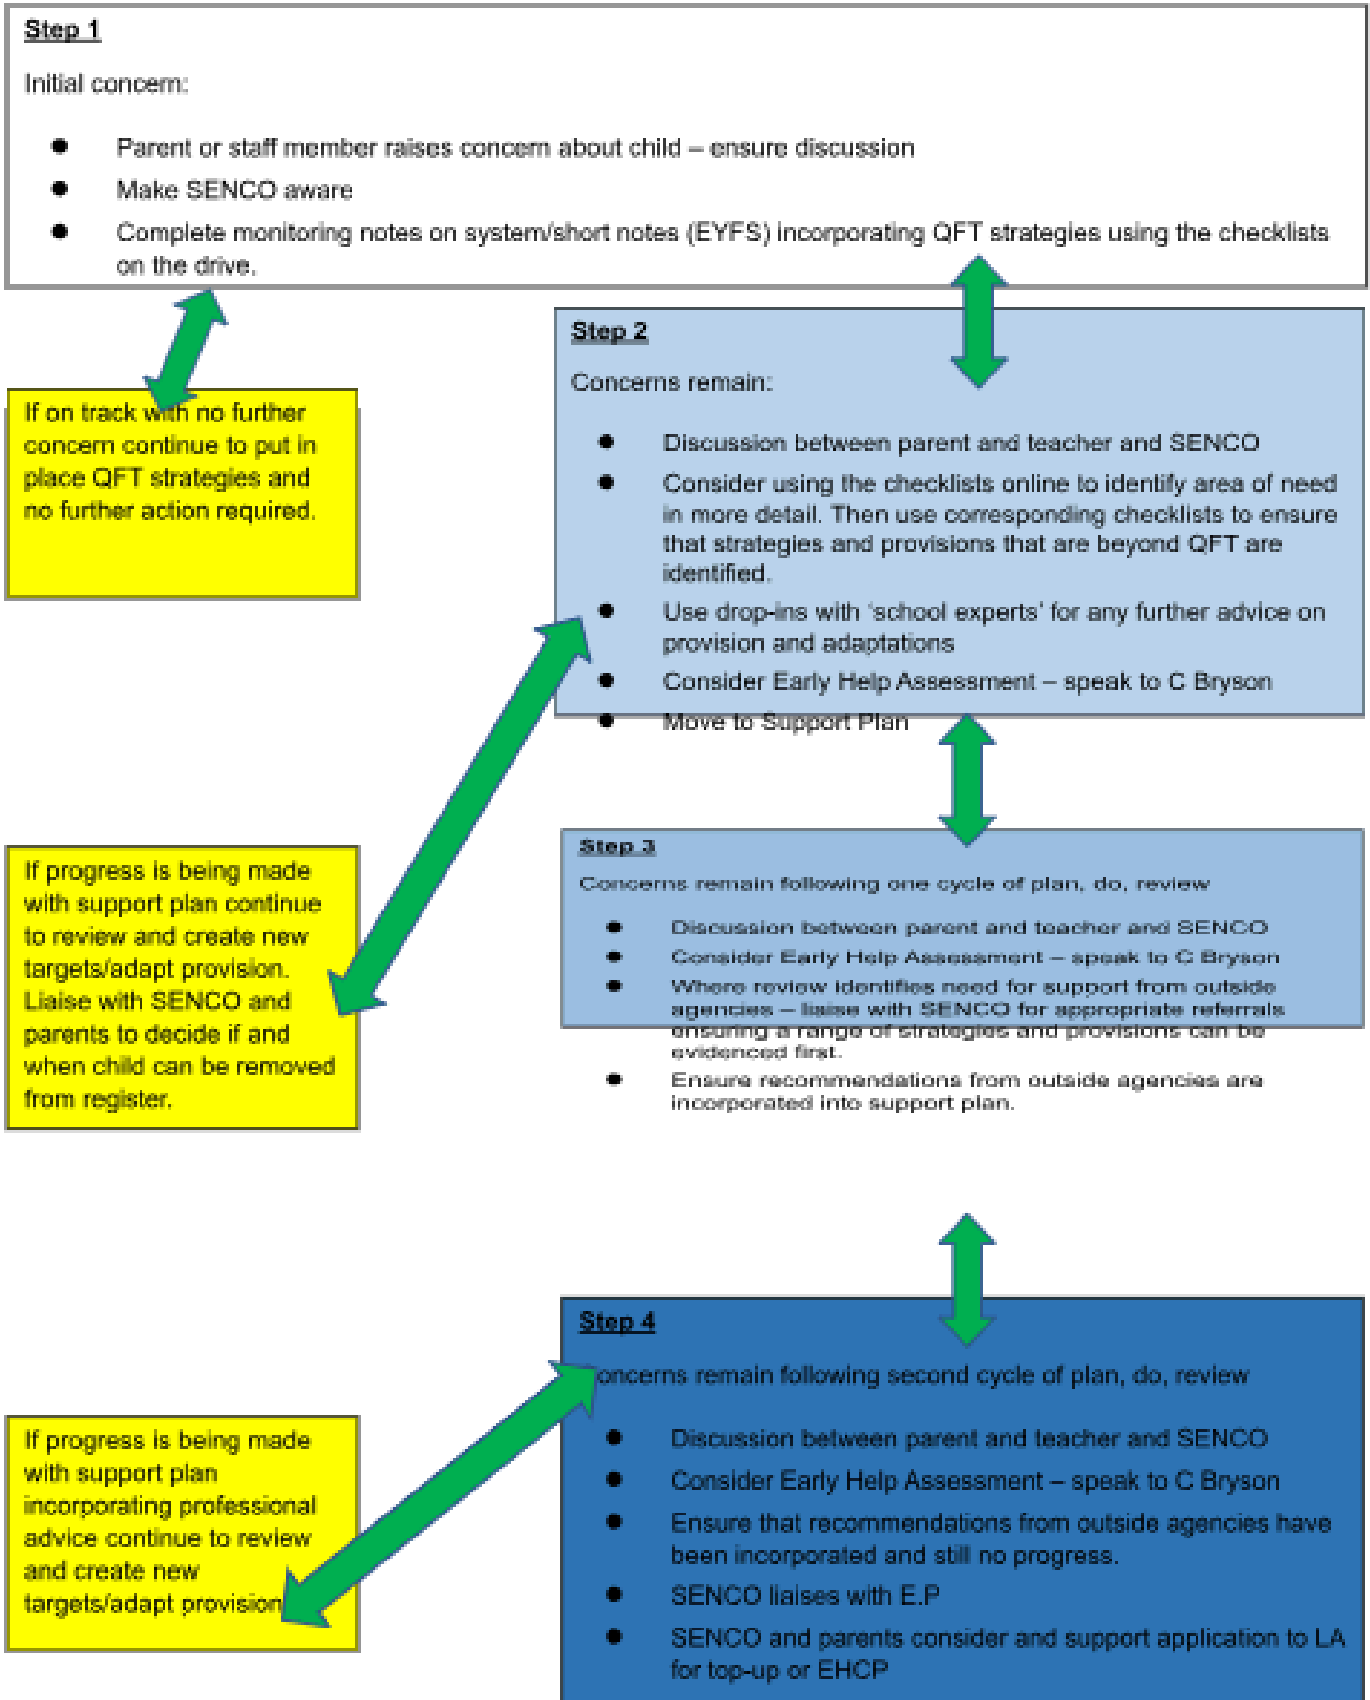 Step 1
Initial concern:
● Parent or staff member raises concern about child – ensure discussion
● Make SENCO aware
● Complete monitoring notes on system/short notes (EYFS) incorporating QFT strategies using the checklists
on the drive.
If on track with no further
concern continue to put in
place QFT strategies and
no further action required.
Step 2
Concerns remain:
● Discussion between parent and teacher and SENCO
● Consider using the checklists online to identify area of need
in more detail. Then use corresponding checklists to ensure
that strategies and provisions that are beyond QFT are
identified.
● Use drop-ins with ‘school experts’ for any further advice on
provision and adaptations
● Consider Early Help Assessment – speak to C Bryson
● Move to Support Plan
If progress is being made
with support plan continue
to review and create new
targets/adapt provision.
Liaise with SENCO and
parents to decide if and
when child can be removed
from register.
Step 3
Concerns remain following one cycle of plan, do, review
● Discussion between parent and teacher and SENCO
● Consider Early Help Assessment – speak to C Bryson
● Where review identifies need for support from outside
agencies – liaise with SENCO for appropriate referrals
ensuring a range of strategies and provisions can be
evidenced first.
● Ensure recommendations from outside agencies are
incorporated into support plan.
Step 4
Concerns remain following second cycle of plan, do, review
● Discussion between parent and teacher and SENCO
● Consider Early Help Assessment – speak to C Bryson
● Ensure that recommendations from outside agencies have
been incorporated and still no progress.
● SENCO liaises with E.P
● SENCO and parents consider and support application to LA
for top-up or EHCP
If progress is being made
with support plan
incorporating professional
advice continue to review
and create new
targets/adapt provision